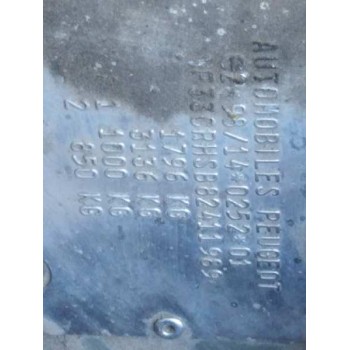 AUTOMOBILES PEUGEOT
e2*98/14*0252*01
VF33CRHSB82411969
1796 KG
3136 KG
1 1000 KG
2 850 KG